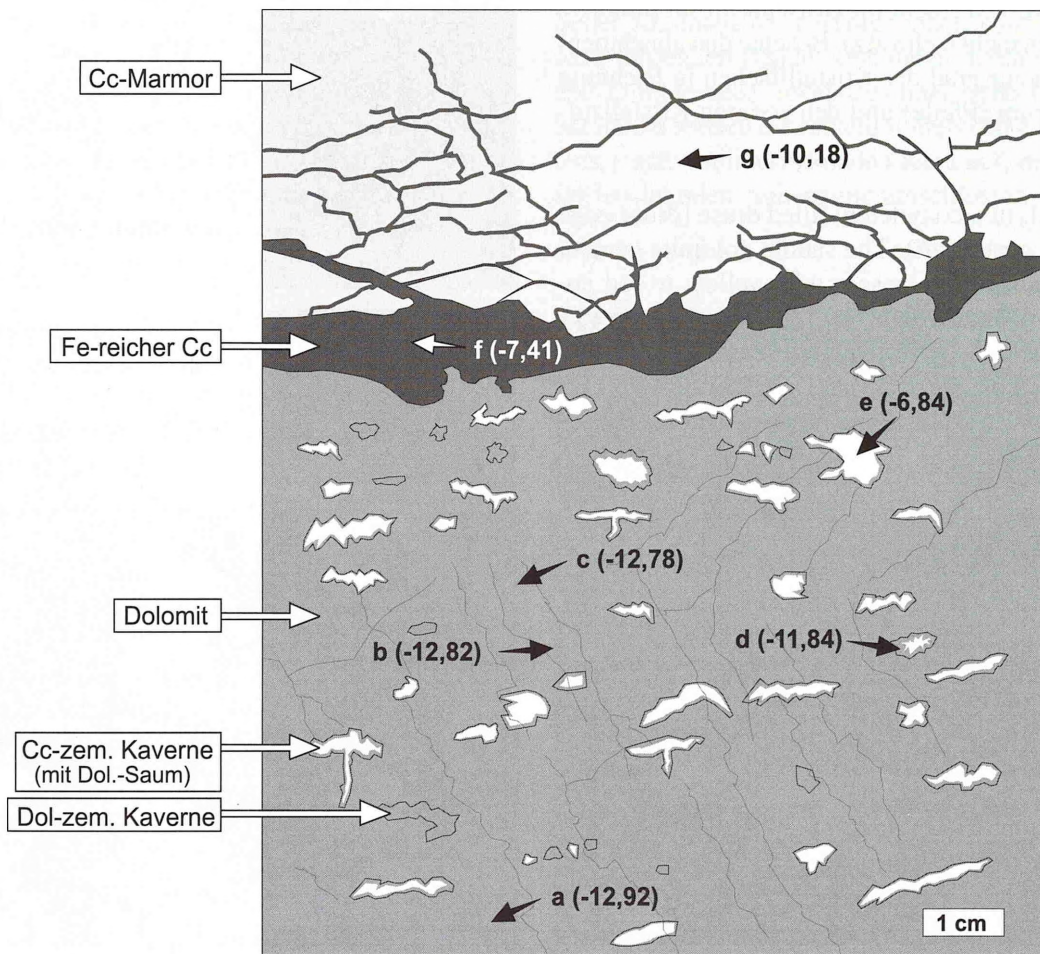 Cc-Marmor
g (-10,18)
Fe-reicher Cc
f (-7,41)
e (-6,84)
c (-12,78)
Dolomit
b (-12,82)
d (-11,84)
Cc-zem. Kaverne
(mit Dol.-Saum)
Dol-zem. Kaverne
a (-12,92)
1 cm